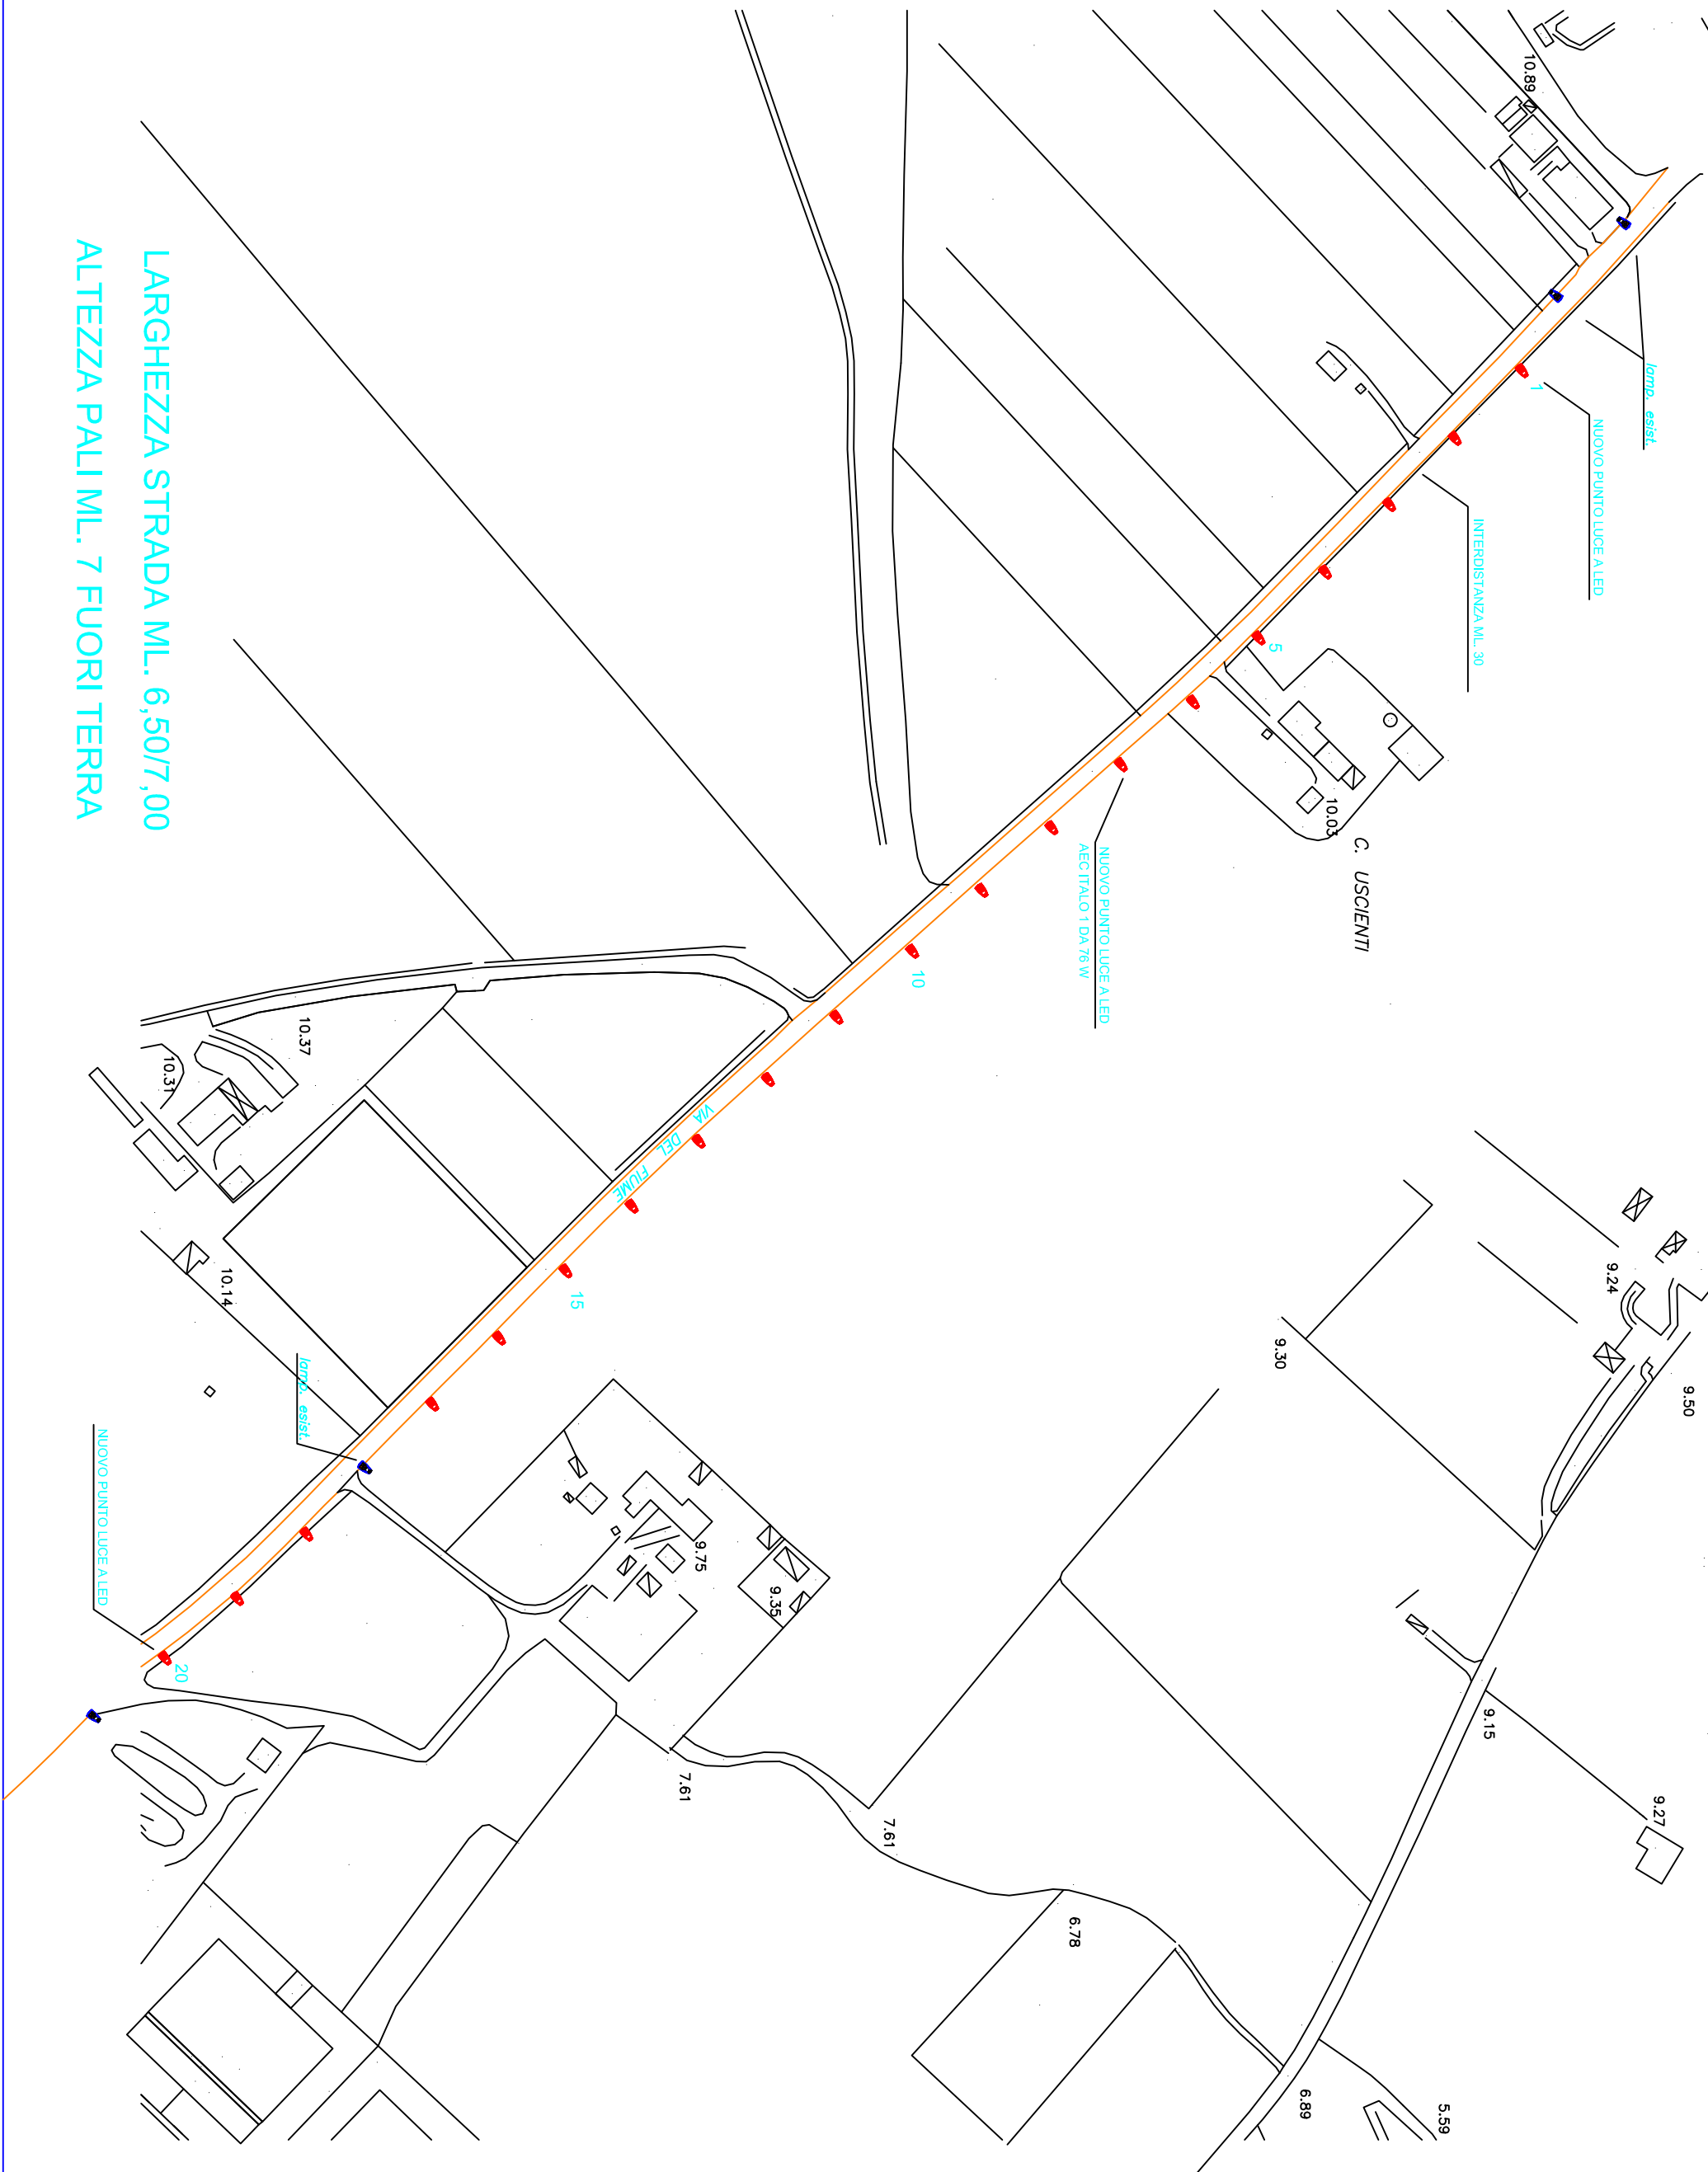 10.89
lamp. esist.
1
NUOVO PUNTO LUCE A LED
INTERDISTANZA ML. 30
5
10.03
C. USCIENTI
NUOVO PUNTO LUCE A LED
AEC ITALO 1 DA 76 W
10
LARGHEZZA STRADA ML. 6,50/7,00
ALTEZZA PALI ML. 7 FUORI TERRA
10.37
10.31
VIA DEL FIUME
15
10.14
lamp. esist.
9.24
9.30
9.50
NUOVO PUNTO LUCE A LED
9.75
9.35
20
9.15
7.61
7.61
9.27
6.78
6.89
5.59